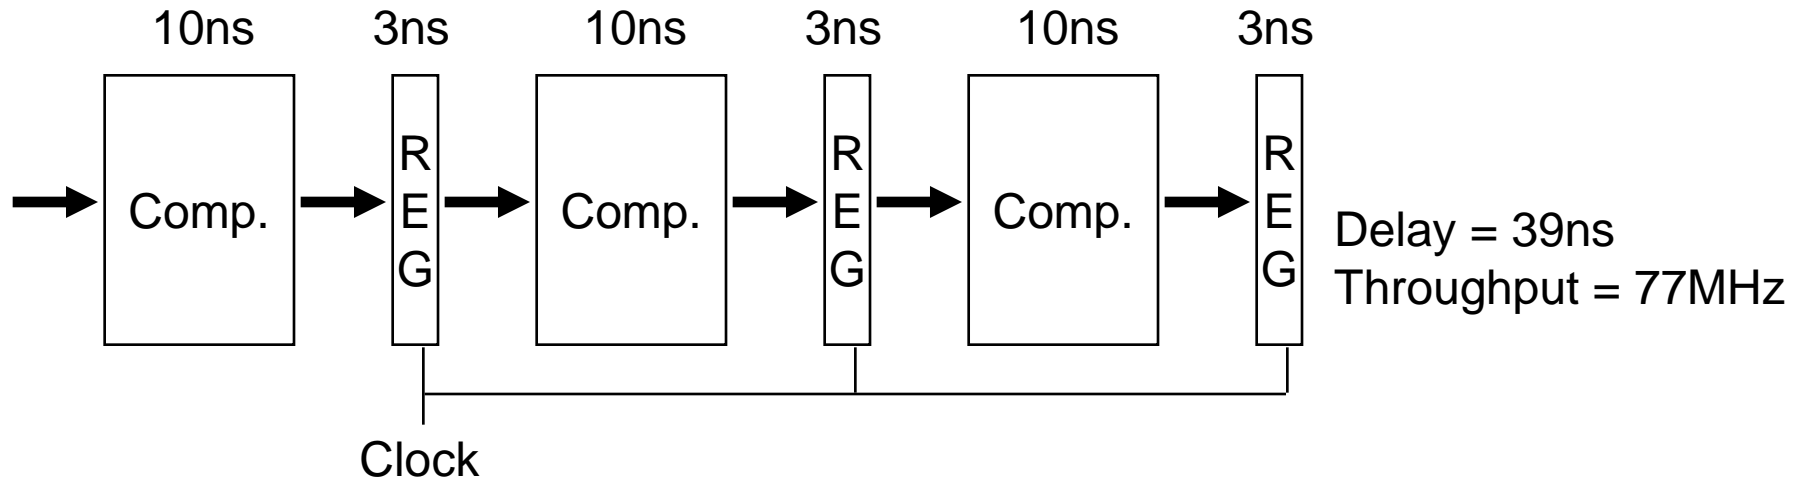 10ns 3ns 10ns 3ns 10ns 3ns
Comp.
R
E
G
Comp.
R
E
G
Comp.
R
E
G
Delay = 39ns
Throughput = 77MHz
Clock